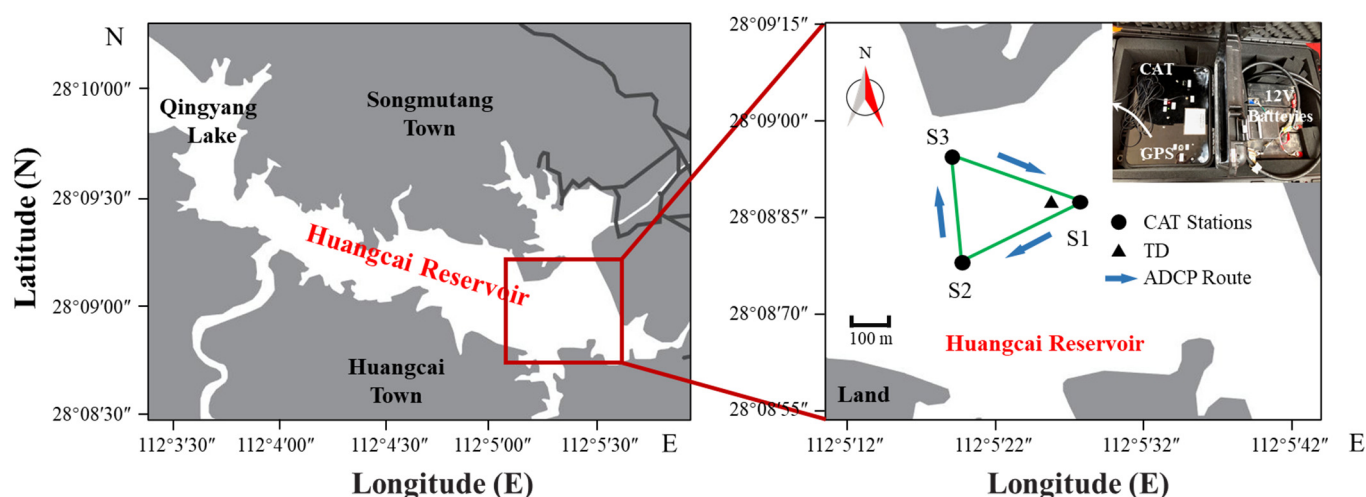 N
28°10′00″
28°09′30″
28°09′00″
28°08′30″
Latitude (N)
Qingyang
Lake
Songmutang
Town
Huangcai Reservoir
Huangcai
Town
112°3′30″
112°4′00″
112°4′30″
112°5′00″
112°5′30″
E
Longitude (E)
28°09′15″
28°09′00″
28°08′85″
28°08′70″
28°08′55″
N
CAT
GPS
12V
Batteries
S3
S1
S2
CAT Stations
TD
ADCP Route
100 m
Huangcai Reservoir
Land
112°5′12″
112°5′22″
112°5′32″
112°5′42″
E
Longitude (E)